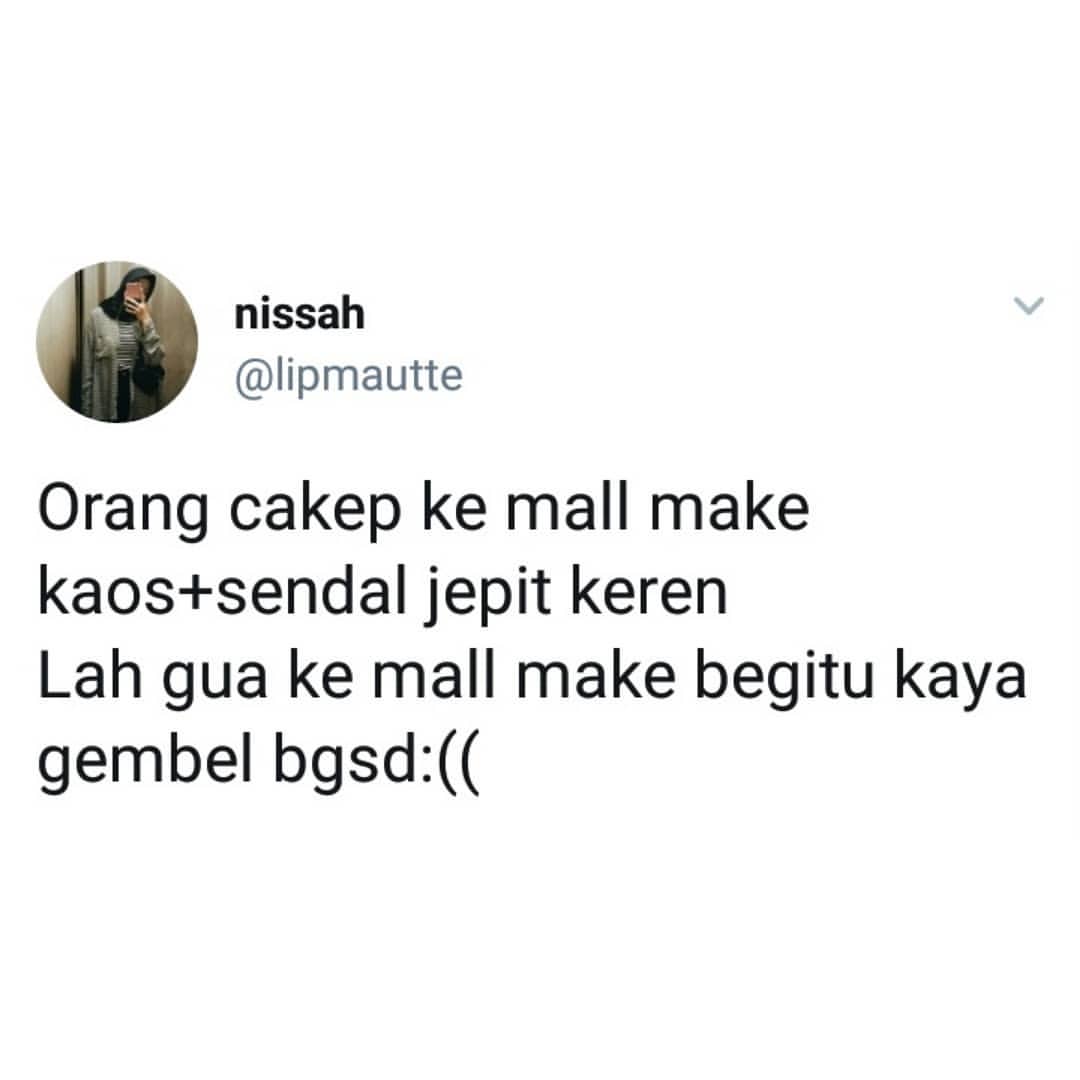 nissah
@lipmautte
Orang cakep ke mall make
kaos+sendal jepit keren
Lah gua ke mall make begitu kaya
gembel bgsd:((